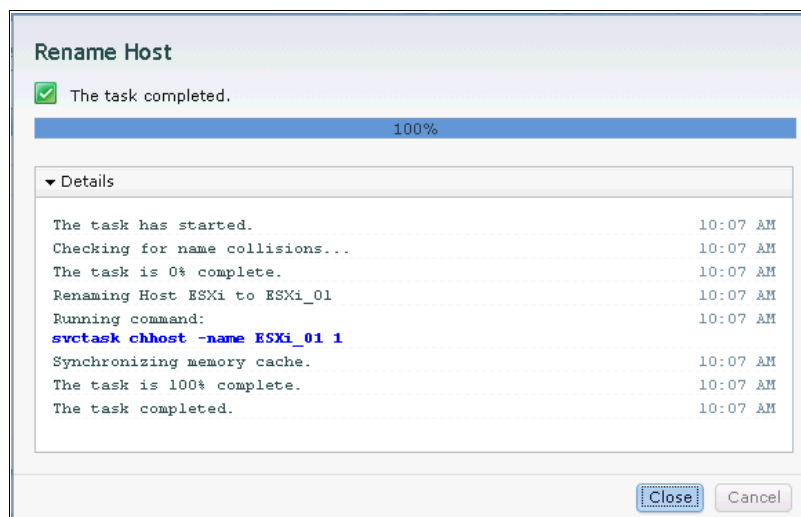 Rename Host
The task completed.
100%
Details
The task has started. 10:07 AM
Checking for name collisions... 10:07 AM
The task is 0% complete. 10:07 AM
Renaming Host ESXi to ESXi_01 10:07 AM
Running command: 10:07 AM
svctask chhost -name ESXi_01 1
Synchronizing memory cache. 10:07 AM
The task is 100% complete. 10:07 AM
The task completed. 10:07 AM
Close Cancel